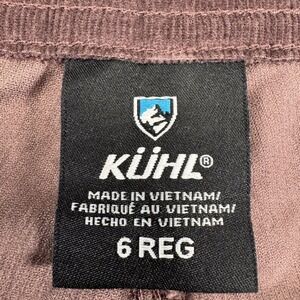 KÜHL®
MADE IN VIETNAM/
FABRIQUÉ AU VIETNAM/
HECHO EN VIETNAM
6 REG